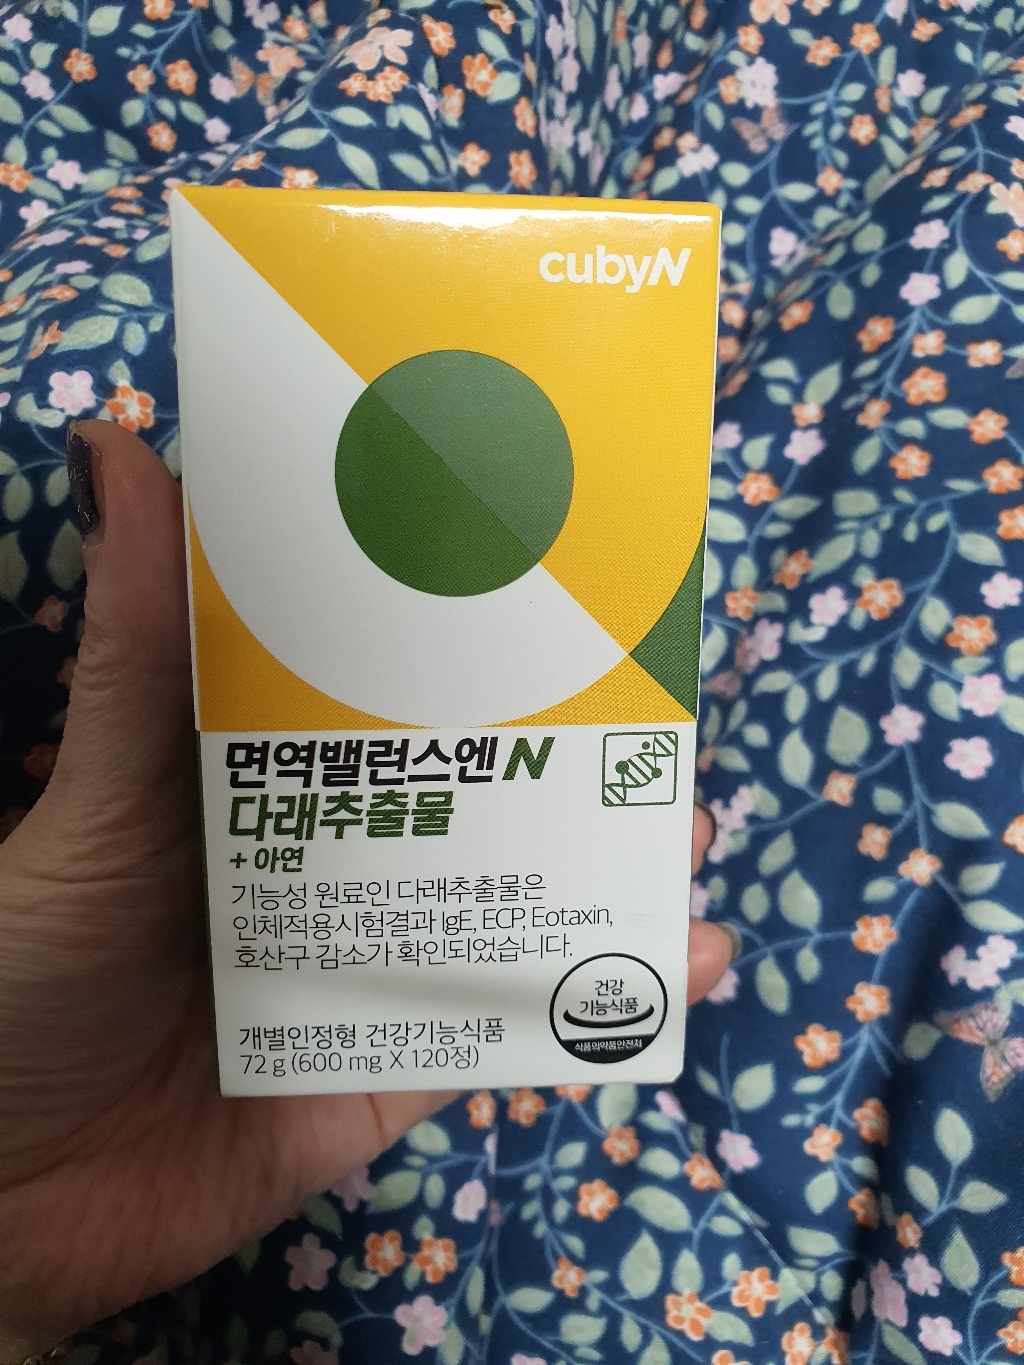 cubyN
면역밸런스엔 N
다래추출물
+ 아연
기능성 원료인 다래추출물은
인체적용시험결과 IgE, ECP, Eotaxin,
호산구 감소가 확인되었습니다.
건강
기능식품
식품의약품안전처
개별인정형 건강기능식품
72 g (600 mg X 120정)